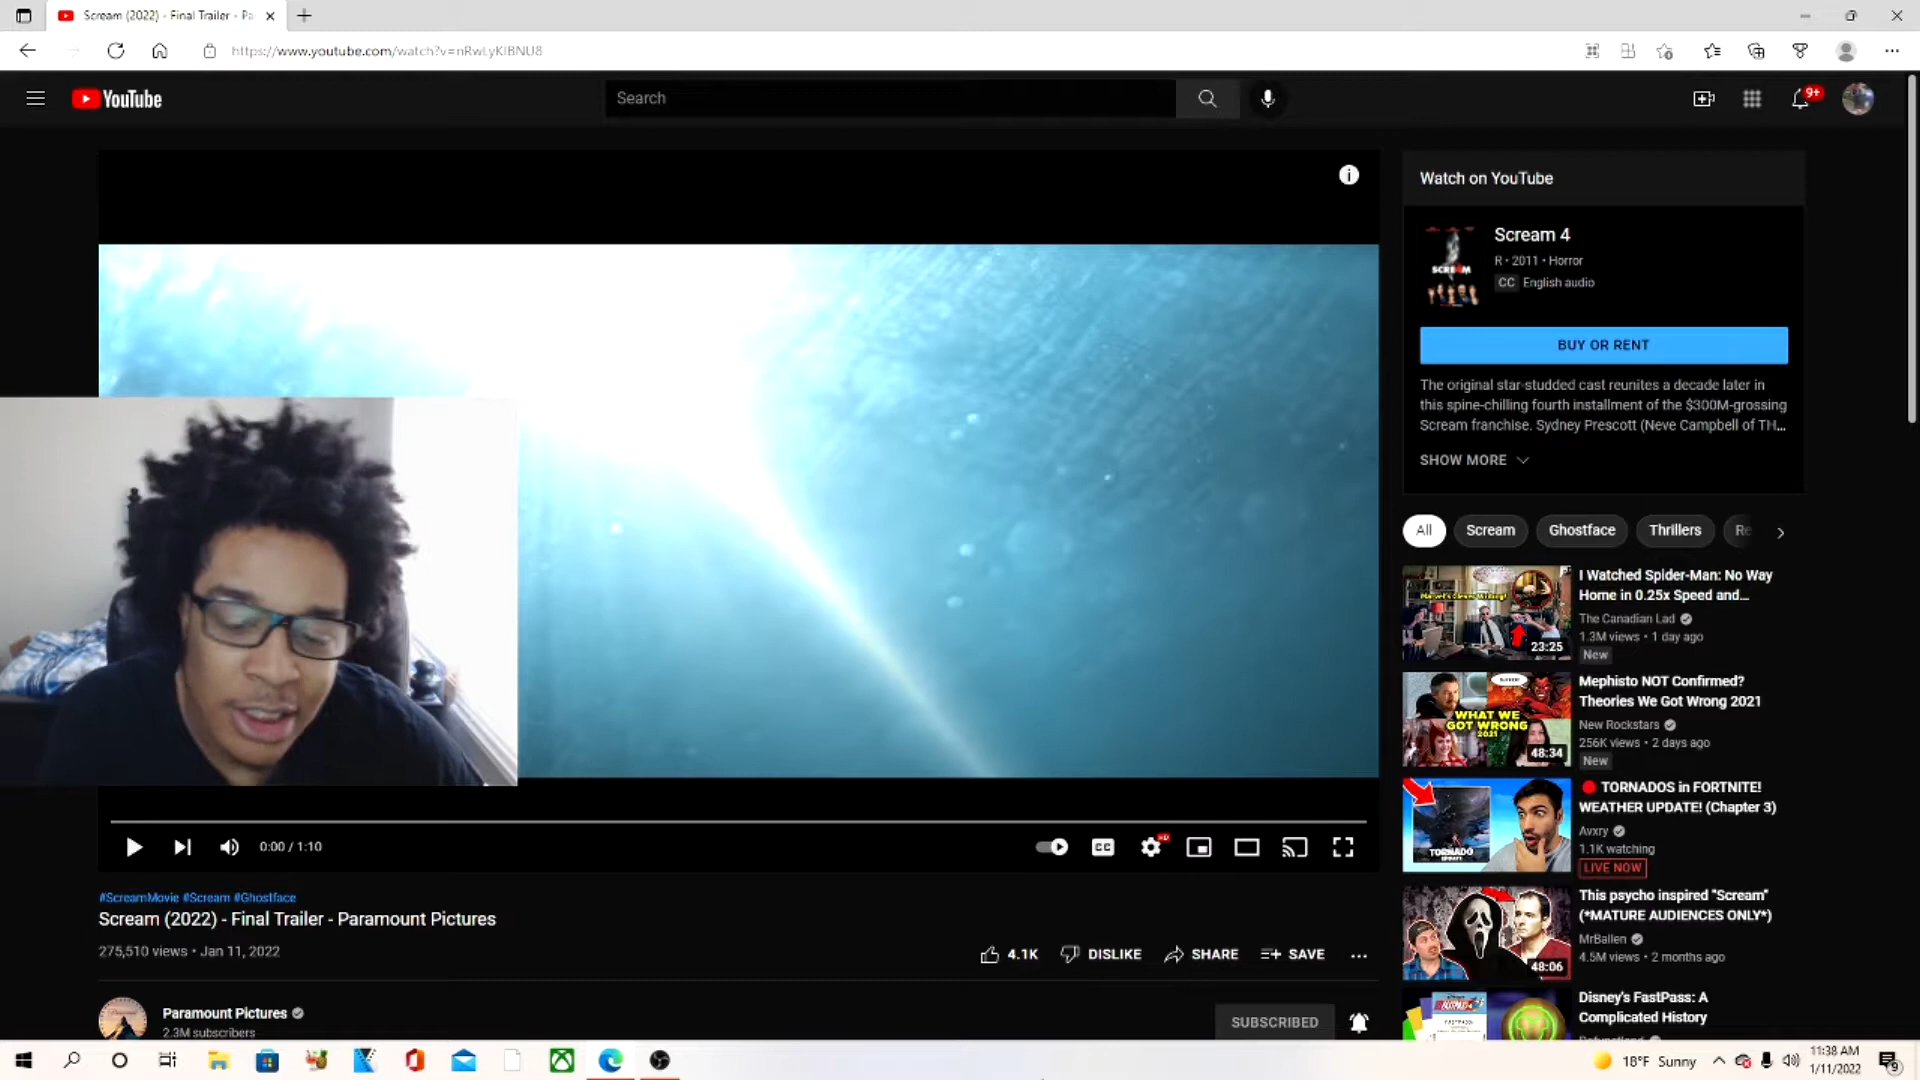 Scream (2022) - Final Trailer - Pa
https://www.youtube.com/watch?v=nRwLyKIBNU8
YouTube
Search
9+
Watch on YouTube
Scream 4
R • 2011 • Horror
CC English audio
BUY OR RENT
The original star-studded cast reunites a decade later in
this spine-chilling fourth installment of the $300M-grossing
Scream franchise. Sydney Prescott (Neve Campbell of TH...
SHOW MORE
All
Scream
Ghostface
Thrillers
Re
I Watched Spider-Man: No Way
Home in 0.25x Speed and...
The Canadian Lad
1.3M views • 1 day ago
New
23:25
Mephisto NOT Confirmed?
Theories We Got Wrong 2021
New Rockstars
256K views • 2 days ago
New
WHAT WE
GOT WRONG
2021
48:34
TORNADOS in FORTNITE!
WEATHER UPDATE! (Chapter 3)
Avxry
1.1K watching
LIVE NOW
TORNADO
This psycho inspired "Scream"
(*MATURE AUDIENCES ONLY*)
MrBallen
4.5M views • 2 months ago
48:06
Disney's FastPass: A
Complicated History
0:00 / 1:10
CC
HD
#ScreamMovie #Scream #Ghostface
Scream (2022) - Final Trailer - Paramount Pictures
275,510 views • Jan 11, 2022
4.1K
DISLIKE
SHARE
SAVE
Paramount Pictures
2.3M subscribers
SUBSCRIBED
18°F Sunny
11:38 AM
1/11/2022
9